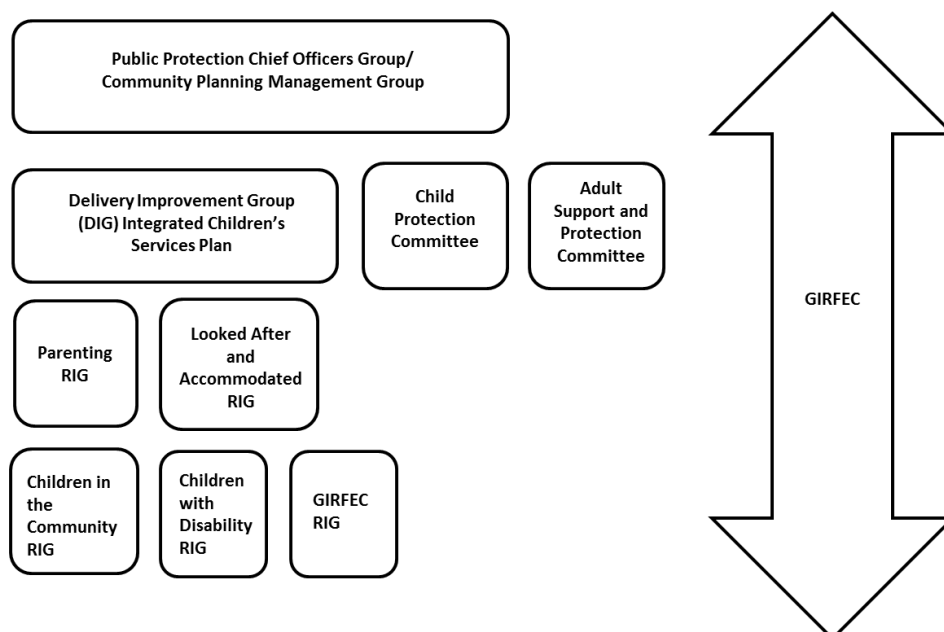 Public Protection Chief Officers Group/
Community Planning Management Group
Delivery Improvement Group
(DIG) Integrated Children’s
Services Plan
Child
Protection
Committee
Adult
Support and
Protection
Committee
GIRFEC
Parenting
RIG
Looked After
and
Accommodated
RIG
Children in
the
Community
RIG
Children
with
Disability
RIG
GIRFEC
RIG